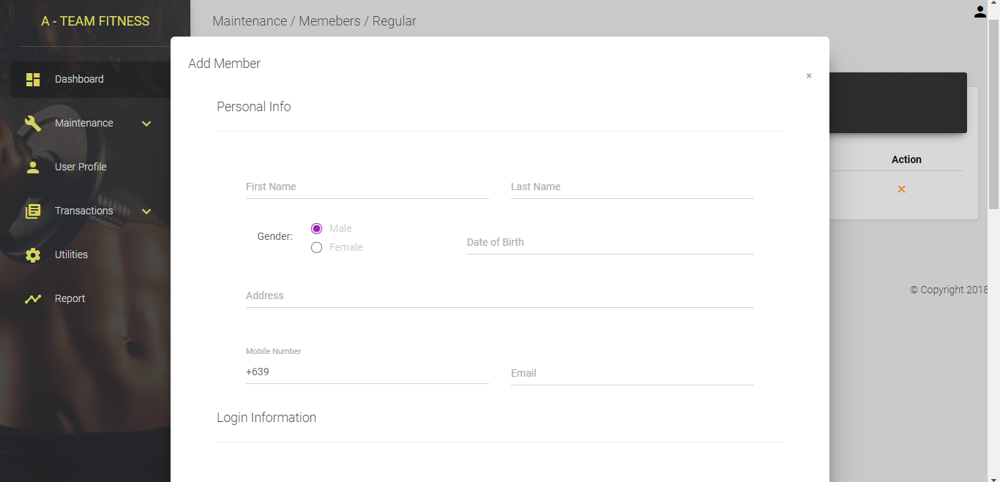 A - TEAM FITNESS
Maintenance / Memebers / Regular
Dashboard
Maintenance
User Profile
Transactions
Utilities
Report
Add Member
×
Personal Info
First Name
Last Name
Gender:
Male
Female
Date of Birth
Address
Mobile Number
+639
Email
Login Information
Action
© Copyright 2018